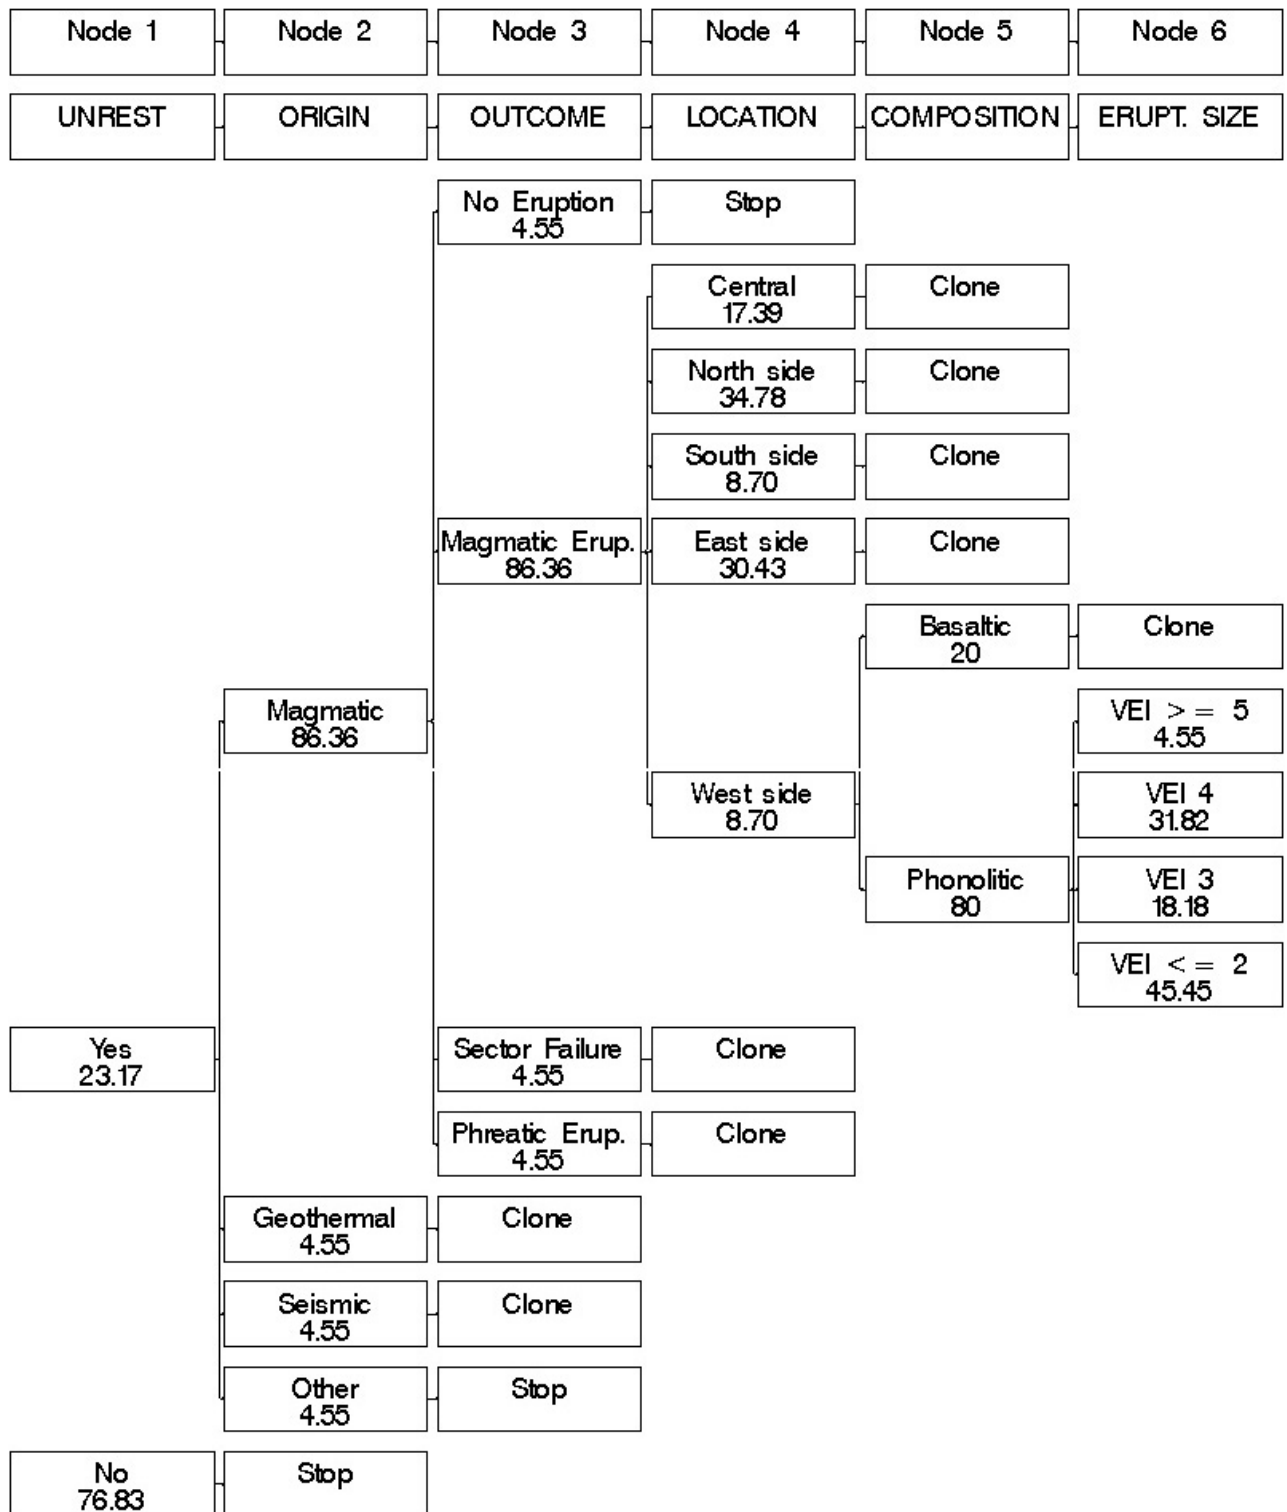 Node 1
Node 2
Node 3
Node 4
Node 5
Node 6
UNREST
ORIGIN
OUTCOME
LOCATION
COMPOSITION
ERUPT. SIZE
No Eruption
4.55
Stop
Central
17.39
Clone
North side
34.78
Clone
South side
8.70
Clone
Magmatic Erup.
86.36
East side
30.43
Clone
Basaltic
20
Clone
Magmatic
86.36
VEI > = 5
4.55
West side
8.70
VEI 4
31.82
Phonolitic
80
VEI 3
18.18
VEI < = 2
45.45
Yes
23.17
Sector Failure
4.55
Clone
Phreatic Erup.
4.55
Clone
Geothermal
4.55
Clone
Seismic
4.55
Clone
Other
4.55
Stop
No
76.83
Stop